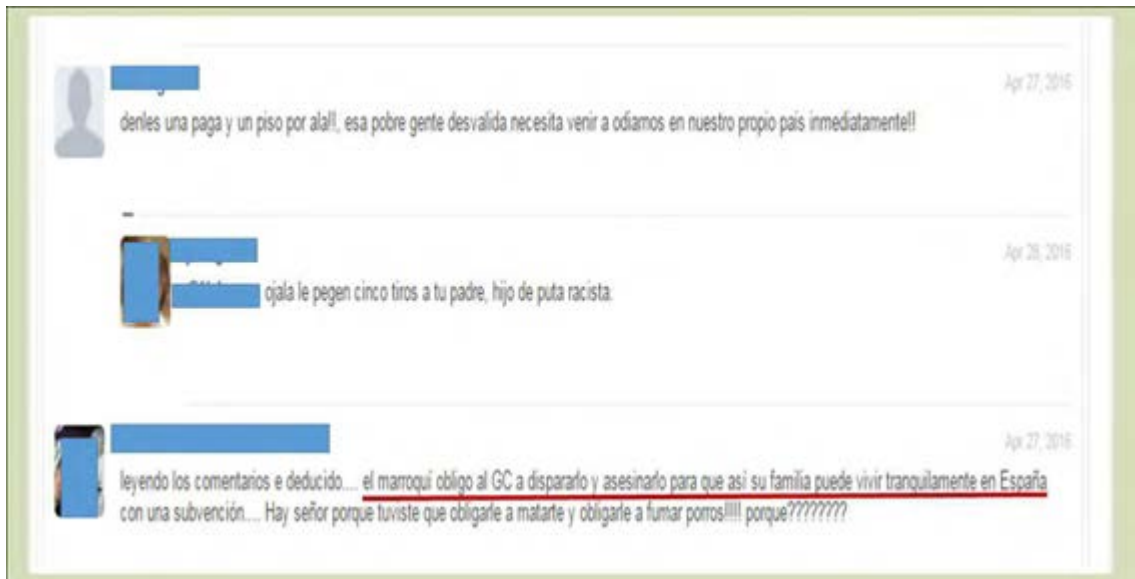 Apr 27, 2016
denles una paga y un piso por ala!!, esa pobre gente desvalida necesita venir a odiarnos en nuestro propio pais inmediatamente!!
Apr 28, 2016
ojala le pegen cinco tiros a tu padre, hijo de puta racista.
Apr 27, 2016
leyendo los comentarios e deducido.... el marroqui obligo al GC a dispararlo y asesinarlo para que asi su familia puede vivir tranquilamente en España
con una subvención.... Hay señor porque tuviste que obligarle a matarte y obligarle a fumar porros!!!!! porque????????